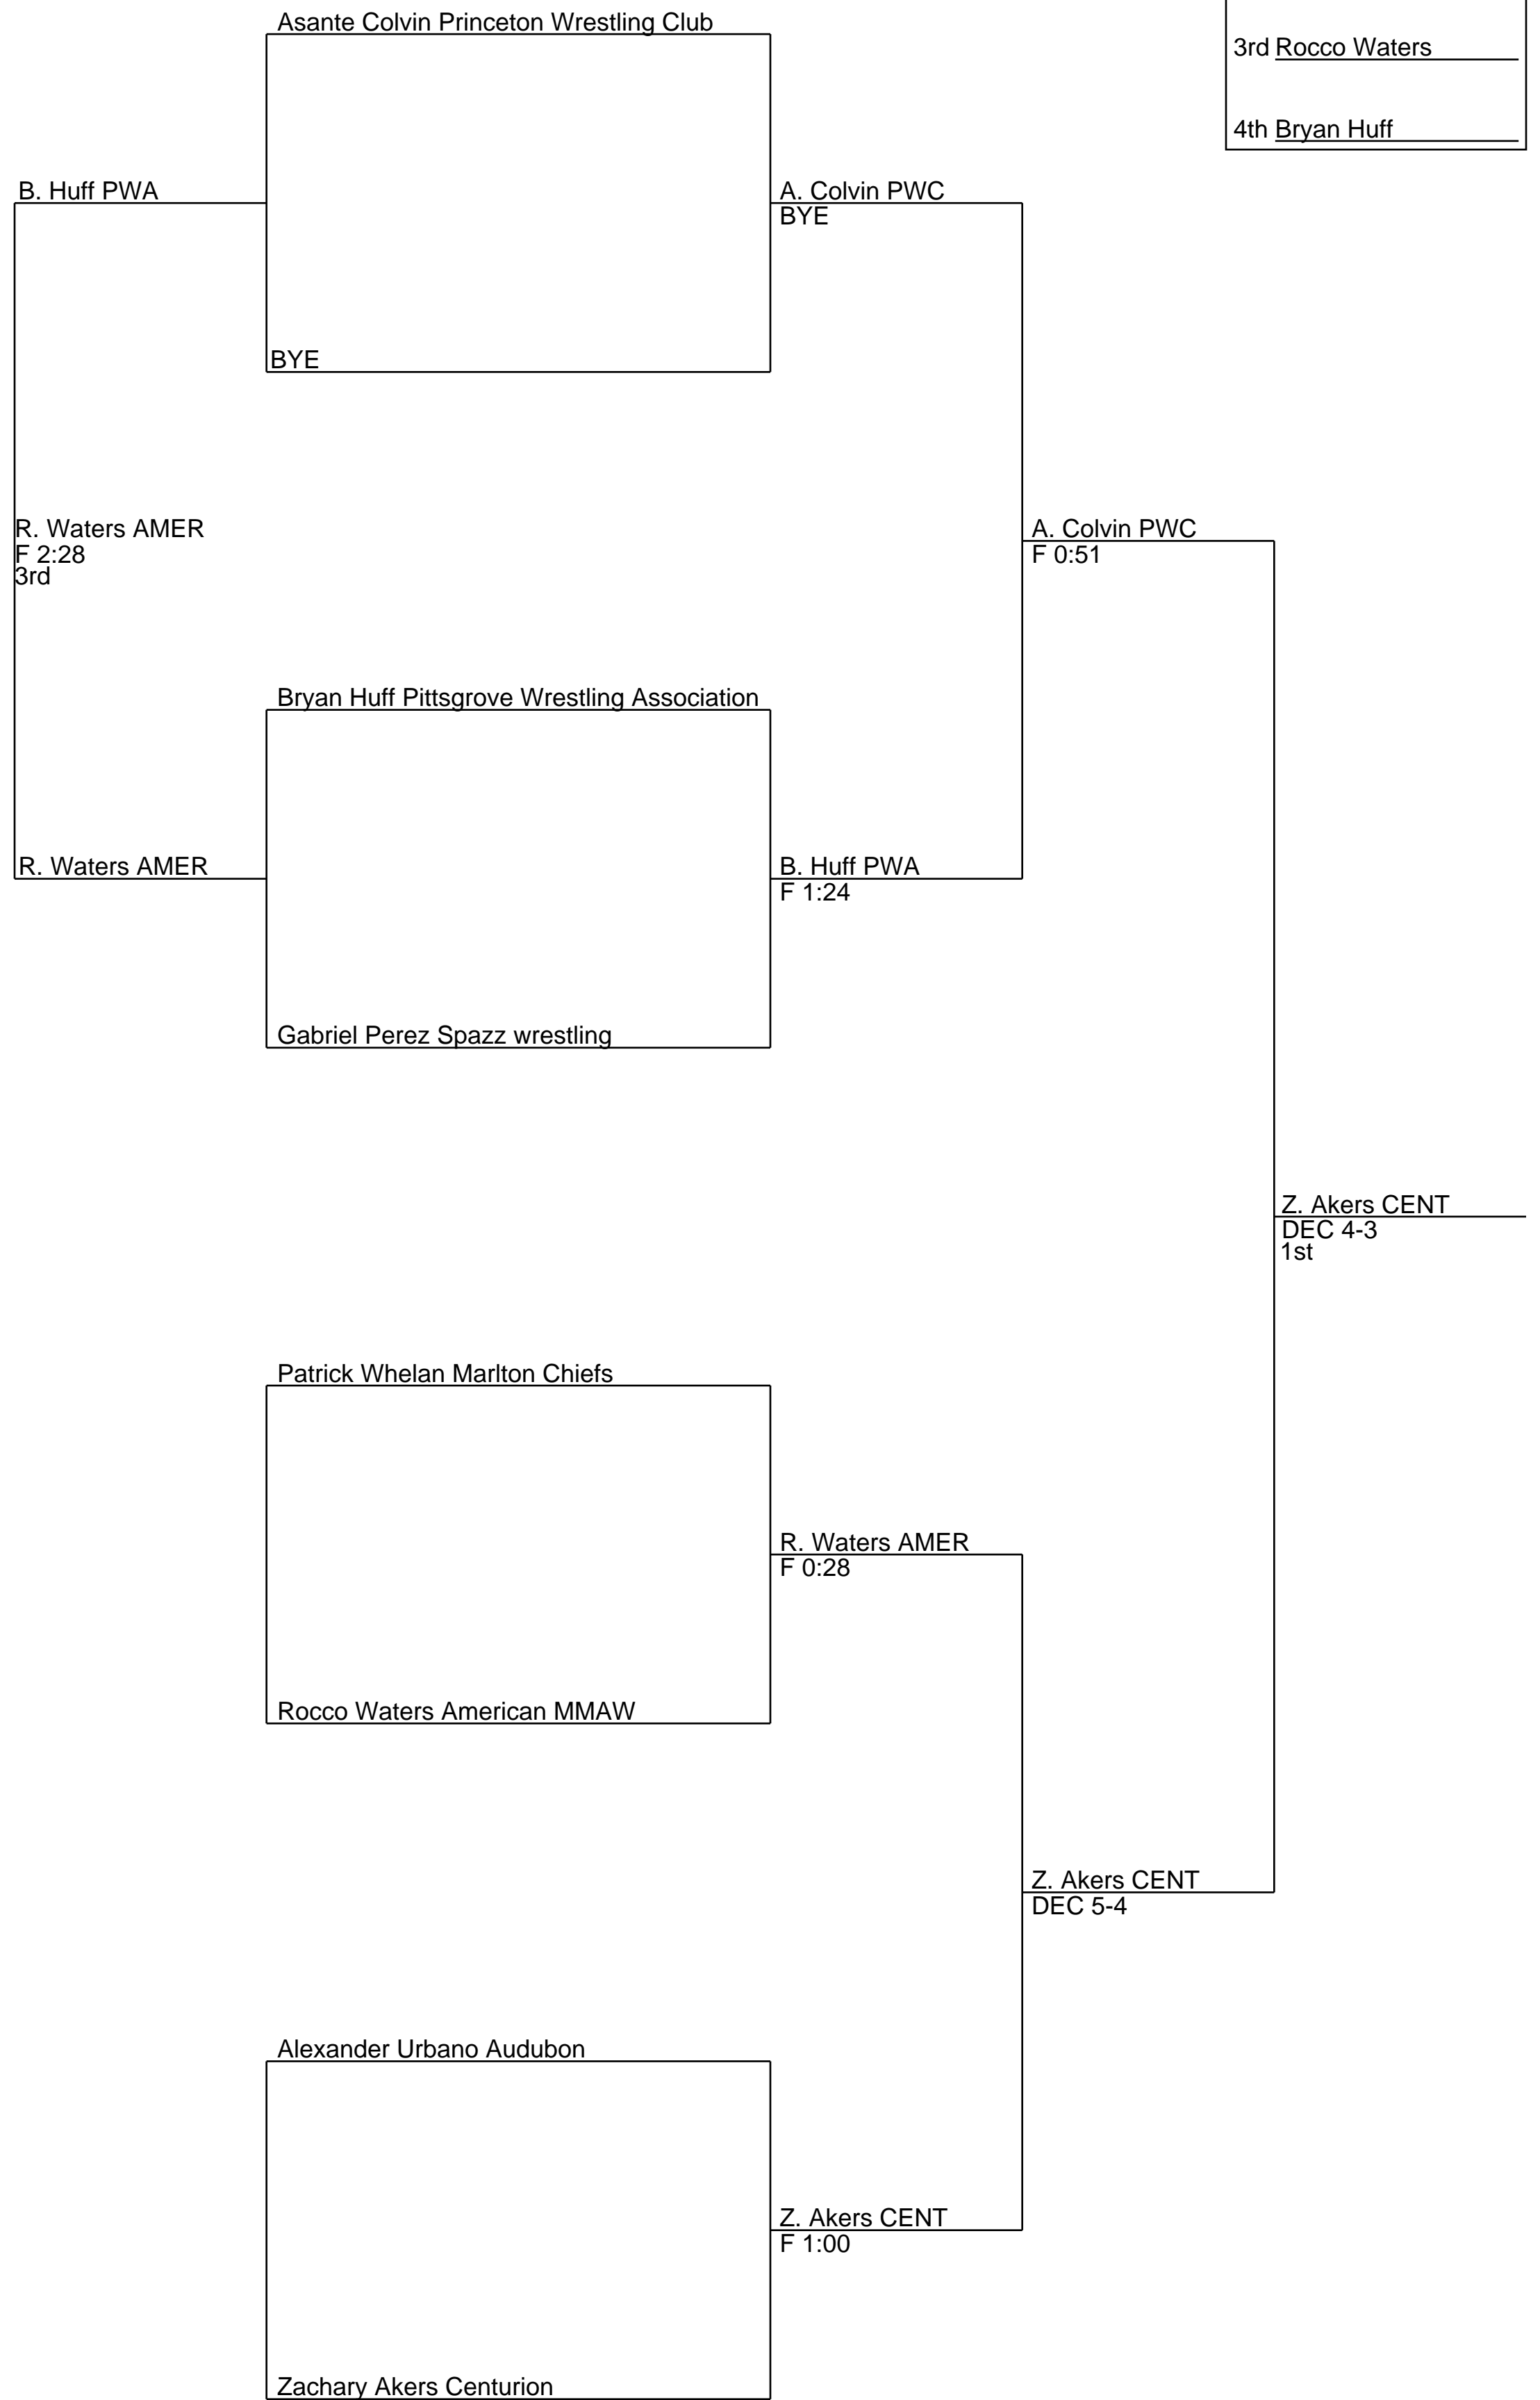 Asante Colvin Princeton Wrestling Club
3rd Rocco Waters
4th Bryan Huff
B. Huff PWA
A. Colvin PWC
BYE
BYE
R. Waters AMER
F 2:28
3rd
A. Colvin PWC
F 0:51
Bryan Huff Pittsgrove Wrestling Association
R. Waters AMER
B. Huff PWA
F 1:24
Gabriel Perez Spazz wrestling
Z. Akers CENT
DEC 4-3
1st
Patrick Whelan Marlton Chiefs
R. Waters AMER
F 0:28
Rocco Waters American MMAW
Z. Akers CENT
DEC 5-4
Alexander Urbano Audubon
Z. Akers CENT
F 1:00
Zachary Akers Centurion